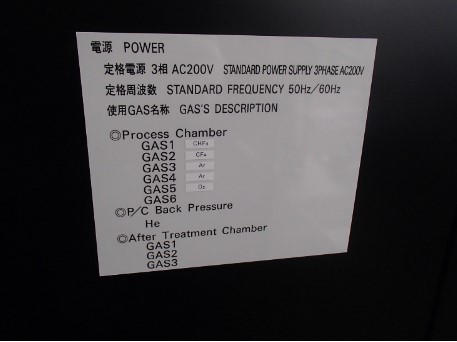 電源 POWER
定格電源 3相 AC200V STANDARD POWER SUPPLY 3PHASE AC200V
定格周波数 STANDARD FREQUENCY 50Hz/60Hz
使用GAS名称 GAS'S DESCRIPTION
◎Process Chamber
GAS1 CHF₃
GAS2 CF₄
GAS3 Ar
GAS4 Ar
GAS5 O₂
GAS6
◎P/C Back Pressure
He
◎After Treatment Chamber
GAS1
GAS2
GAS3